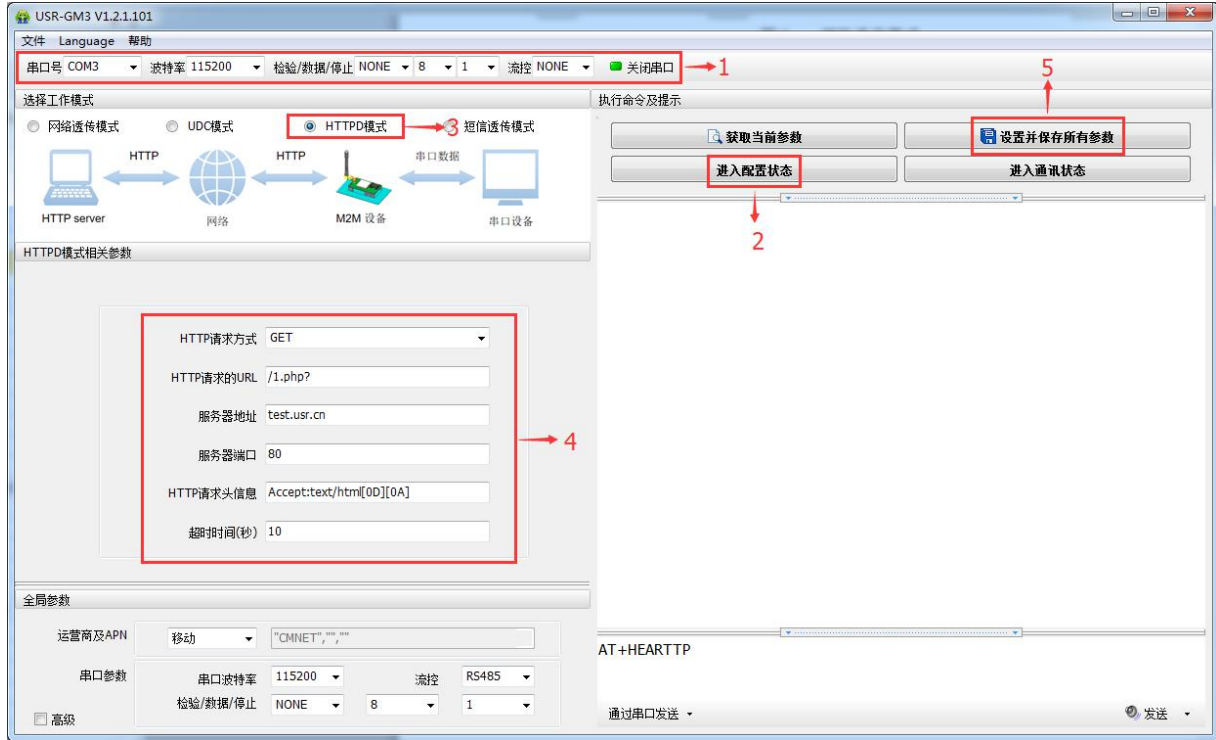 USR-GM3 V1.2.1.101
文件 Language 帮助
串口号 COM3 波特率 115200 检验/数据/停止 NONE 8 1 流控 NONE 关闭串口 1
选择工作模式
网络透传模式 UDC模式 HTTPD模式 3 短信透传模式
HTTP HTTP 串口数据
HTTP server 网络 M2M 设备 串口设备
HTTPD模式相关参数
HTTP请求方式 GET
HTTP请求的URL /1.php?
服务器地址 test.usr.cn
服务器端口 80
HTTP请求头信息 Accept:text/html[0D][0A]
超时时间(秒) 10
4
全局参数
运营商及APN 移动 "CMNET","",""
串口参数 串口波特率 115200 流控 RS485
检验/数据/停止 NONE 8 1
高级
执行命令及提示
5
获取当前参数 设置并保存所有参数
进入配置状态 进入通讯状态
2
AT+HEARTTP
通过串口发送 发送